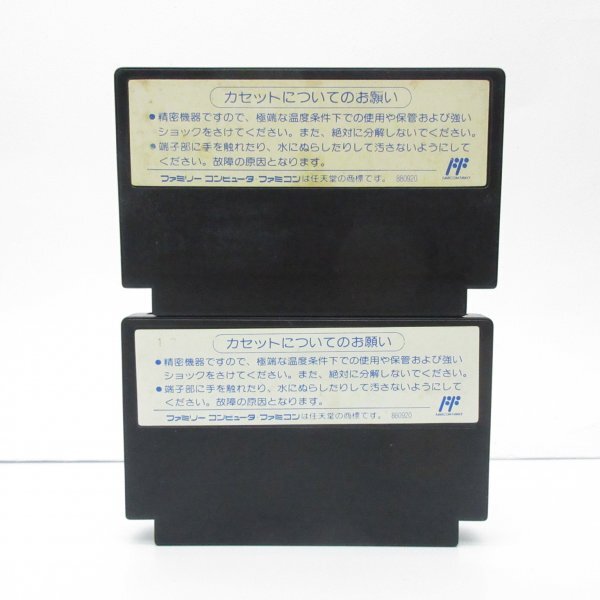 カセットについてのお願い
●精密機器ですので、極端な温度条件下での使用や保管および強い
ショックをさけてください。また、絶対に分解しないでください。
●端子部に手を触れたり、水にぬらしたりして汚さないようにして
ください。故障の原因となります。
ファミリー コンピュータ・ファミコンは任天堂の商標です。 880920
カセットについてのお願い
●精密機器ですので、極端な温度条件下での使用や保管および強い
ショックをさけてください。また、絶対に分解しないでください。
●端子部に手を触れたり、水にぬらしたりして汚さないようにして
ください。故障の原因となります。
ファミリー コンピュータ ファミコンは任天堂の商標です。 880920